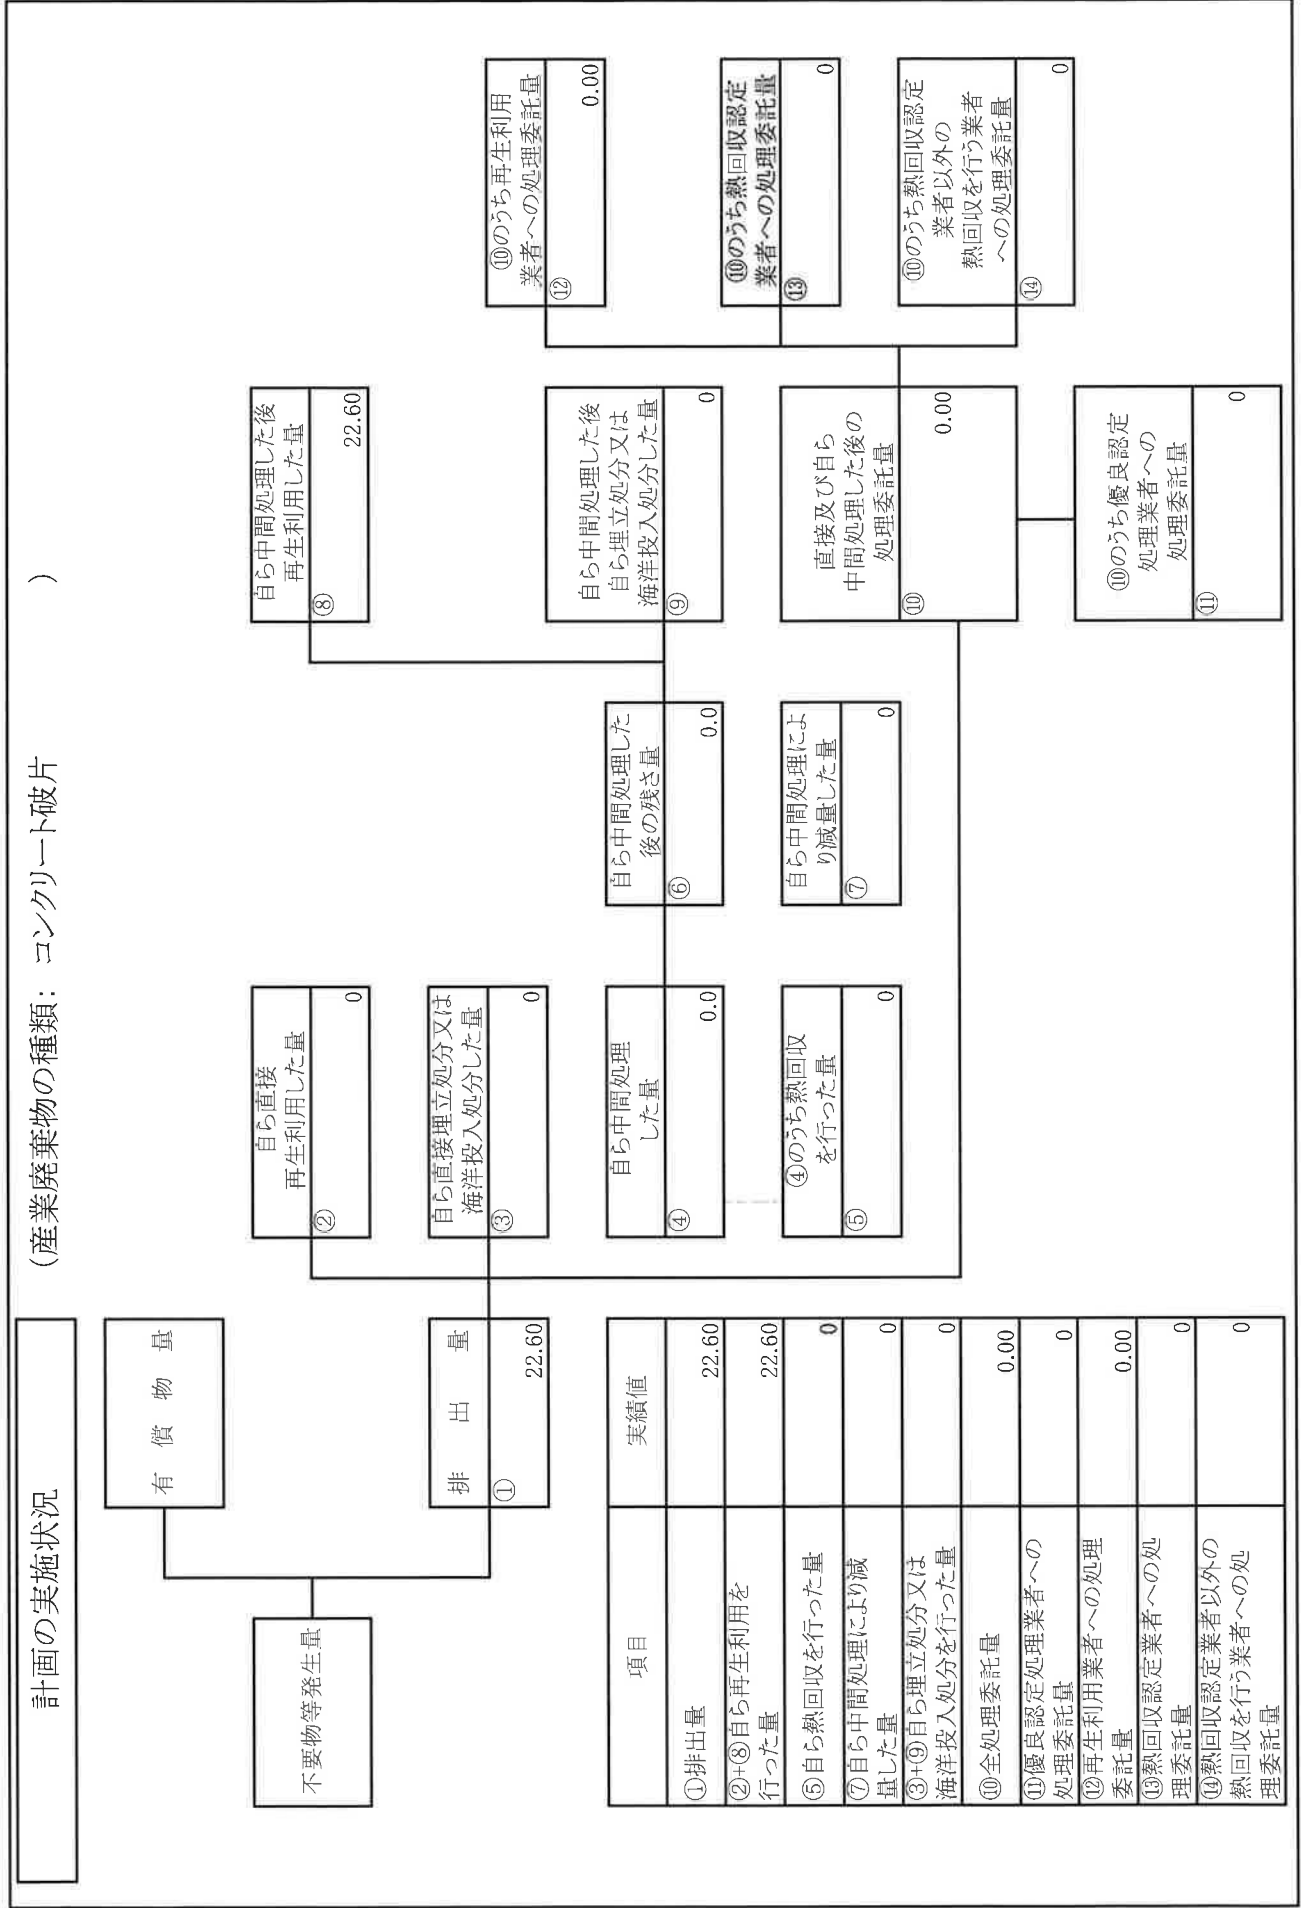 計画の実施状況
(産業廃棄物の種類: コンクリート破片 )
不要物等発生量
有償物量
排出量
① 22.60
自ら直接
再生利用した量
② 0
自ら直接埋立処分又は
海洋投入処分した量
③ 0
自ら中間処理
した量
④ 0.0
④のうち熱回収
を行った量
⑤ 0
自ら中間処理した
後の残さ量
⑥ 0.0
自ら中間処理によ
り減量した量
⑦ 0
自ら中間処理した後
再生利用した量
⑧ 22.60
自ら中間処理した後
自ら埋立処分又は
海洋投入処分した量
⑨ 0
直接及び自ら
中間処理した後の
処理委託量
⑩ 0.00
⑩のうち優良認定
処理業者への
処理委託量
⑪ 0
⑩のうち再生利用
業者への処理委託量
⑫ 0.00
⑩のうち熱回収認定
業者への処理委託量
⑬ 0
⑩のうち熱回収認定
業者以外の
熱回収を行う業者
への処理委託量
⑭ 0
項目 実績値
①排出量 22.60
②+⑧自ら再生利用を
行った量 22.60
⑤自ら熱回収を行った量 0
⑦自ら中間処理により減
量した量 0
③+⑨自ら埋立処分又は
海洋投入処分を行った量 0
⑩全処理委託量 0.00
⑪優良認定処理業者への
処理委託量 0
⑫再生利用業者への処理
委託量 0.00
⑬熱回収認定業者への処
理委託量 0
⑭熱回収認定業者以外の
熱回収を行う業者への処
理委託量 0